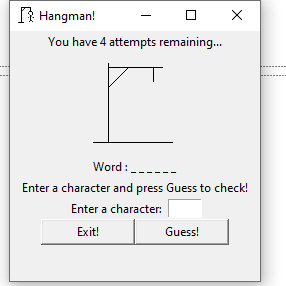 Hangman!
You have 4 attempts remaining...
Word : _ _ _ _ _ _
Enter a character and press Guess to check!
Enter a character:
Exit! Guess!